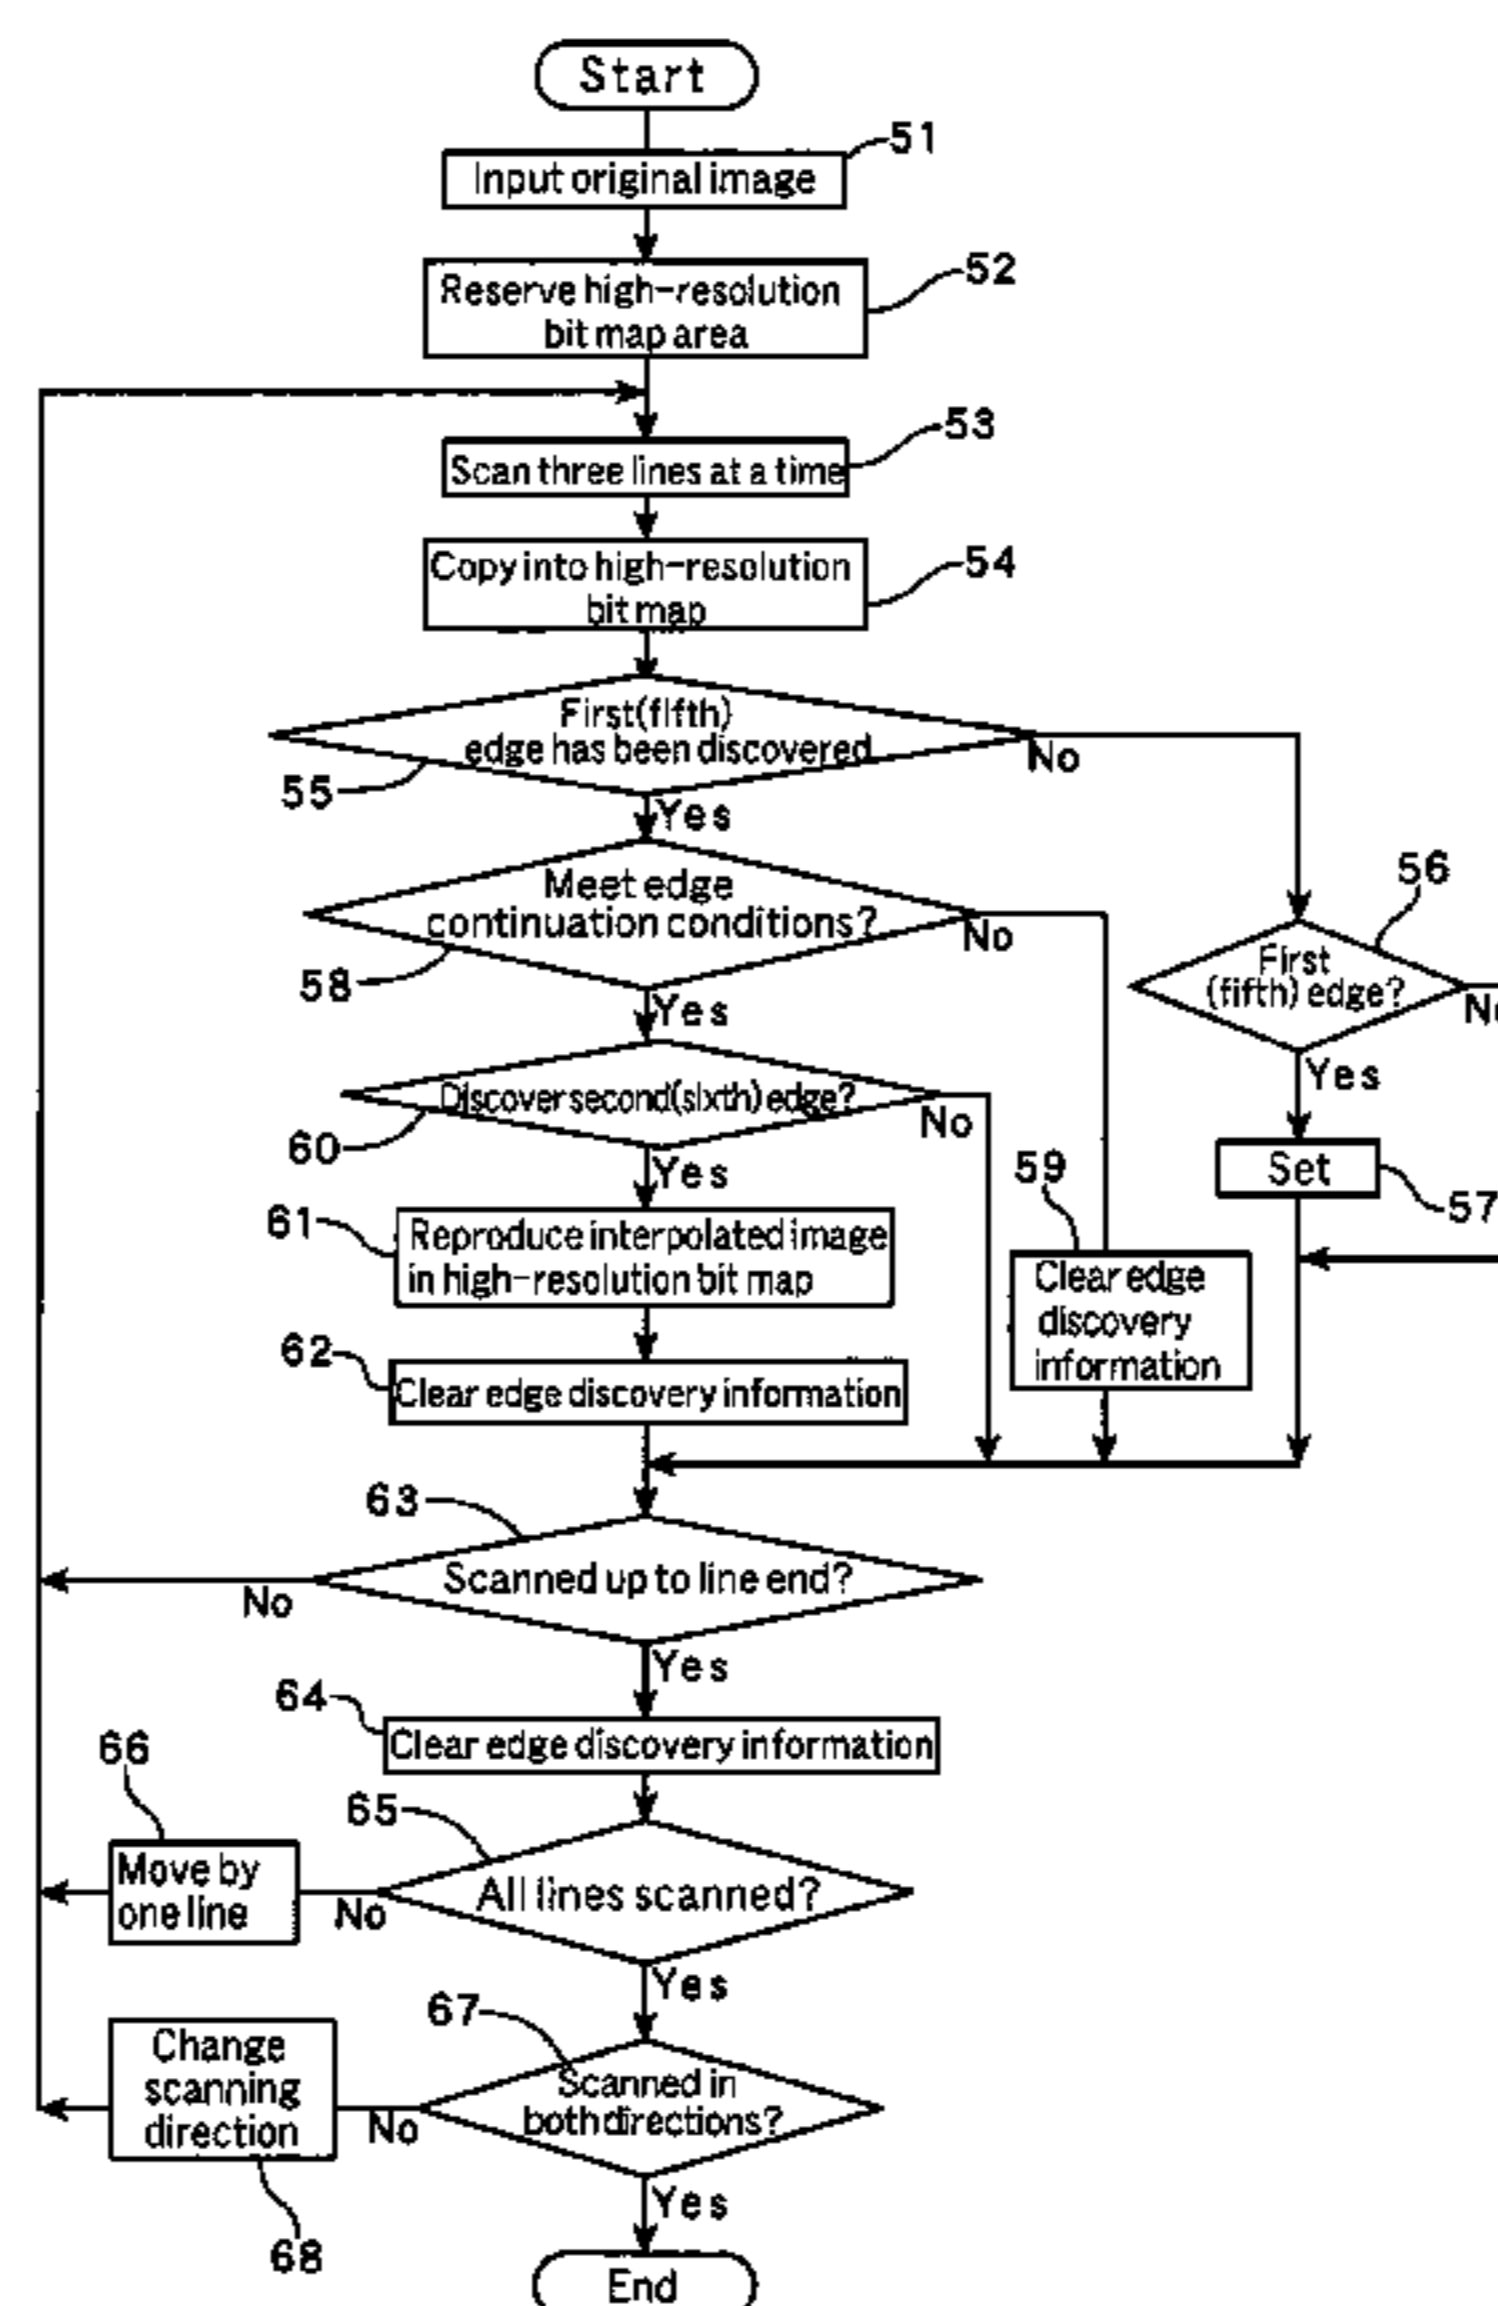 Start
51
Input original image
52
Reserve high-resolution
bit map area
53
Scan three lines at a time
54
Copy into high-resolution
bit map
First(fifth)
edge has been discovered
No
55
Yes
56
Meet edge
continuation conditions?
No
58
Yes
First
(fifth) edge?
Yes
Discover second(sixth) edge?
No
60
Yes
59
Set
57
61
Reproduce interpolated image
in high-resolution bit map
Clear edge
discovery
information
62
Clear edge discovery information
63
Scanned up to line end?
No
Yes
64
Clear edge discovery information
66
65
Move by
one line
No
All lines scanned?
Yes
67
Change
scanning
direction
No
Scanned in
both directions?
Yes
68
End